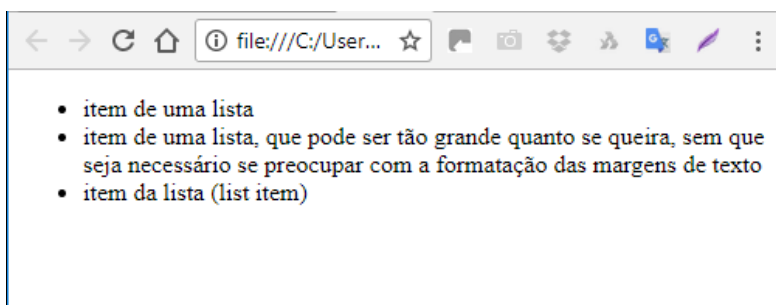 file:///C:/User...
• item de uma lista
• item de uma lista, que pode ser tão grande quanto se queira, sem que
seja necessário se preocupar com a formatação das margens de texto
• item da lista (list item)